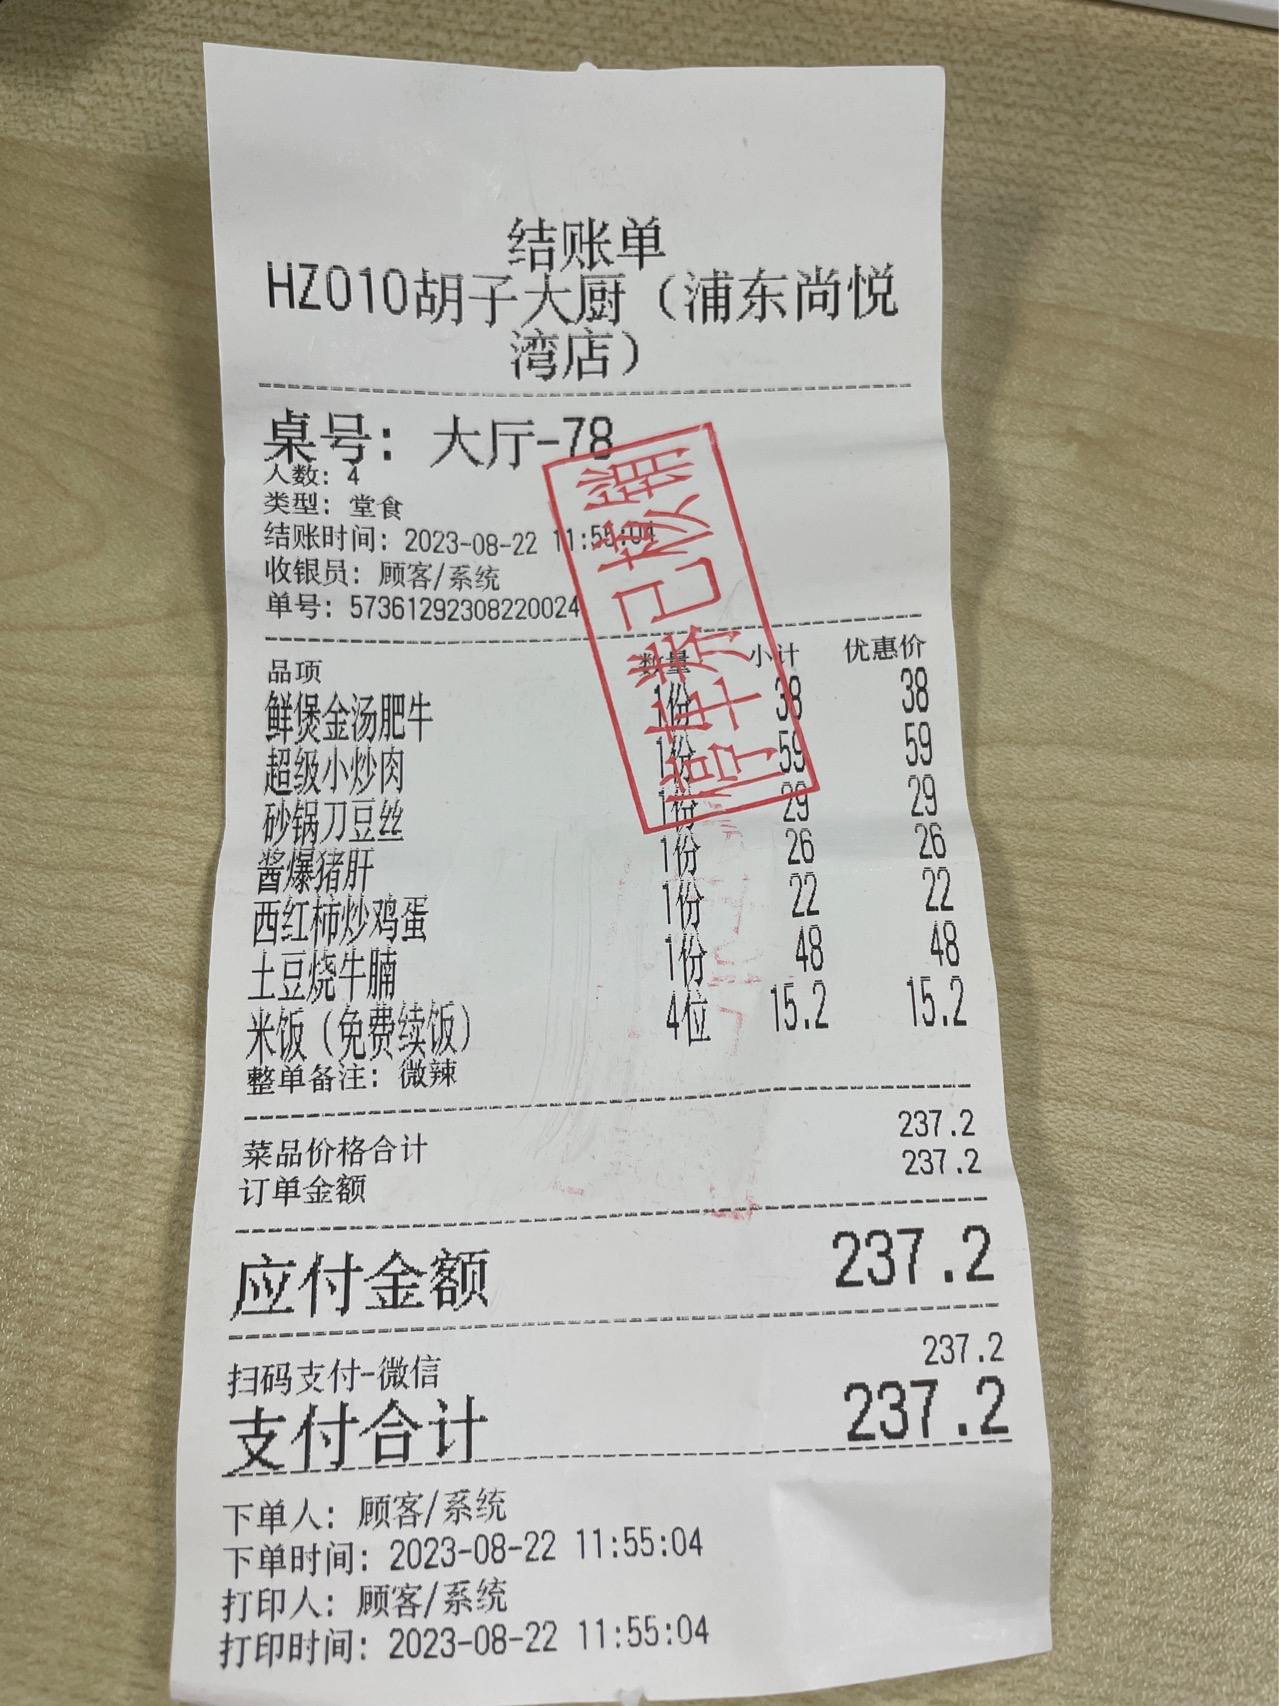 结账单
HZ010胡子大厨（浦东尚悦
湾店）
桌号：大厅-78
人数：4
类型：堂食
结账时间：2023-08-22 11:55:04
收银员：顾客/系统
单号：573612923082200024
品项 数量 小计 优惠价
鲜煲金汤肥牛 1份 38 38
超级小炒肉 1份 59 59
砂锅刀豆丝 1份 29 29
酱爆猪肝 1份 26 26
西红柿炒鸡蛋 1份 22 22
土豆烧牛腩 1份 48 48
米饭（免费续饭） 4位 15.2 15.2
整单备注：微辣
菜品价格合计 237.2
订单金额 237.2
应付金额 237.2
扫码支付-微信 237.2
支付合计 237.2
下单人：顾客/系统
下单时间：2023-08-22 11:55:04
打印人：顾客/系统
打印时间：2023-08-22 11:55:04
停车券已核销